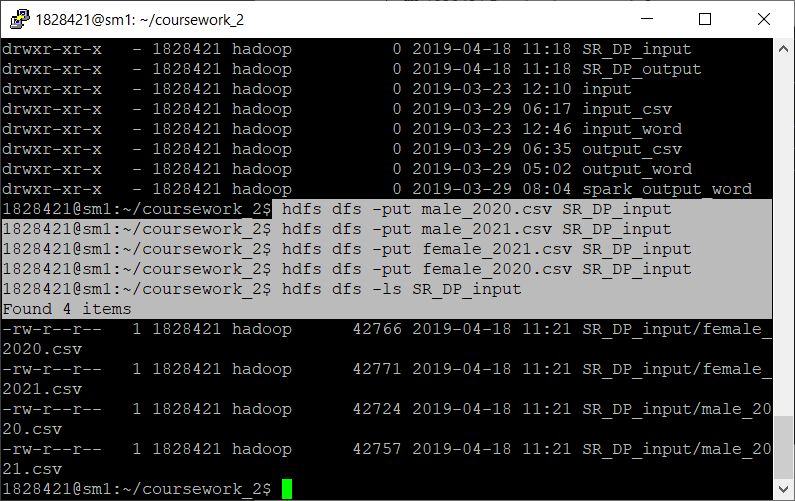 1828421@sm1: ~/coursework_2
drwxr-xr-x   - 1828421 hadoop          0 2019-04-18 11:18 SR_DP_input
drwxr-xr-x   - 1828421 hadoop          0 2019-04-18 11:18 SR_DP_output
drwxr-xr-x   - 1828421 hadoop          0 2019-03-23 12:10 input
drwxr-xr-x   - 1828421 hadoop          0 2019-03-29 06:17 input_csv
drwxr-xr-x   - 1828421 hadoop          0 2019-03-23 12:46 input_word
drwxr-xr-x   - 1828421 hadoop          0 2019-03-29 06:35 output_csv
drwxr-xr-x   - 1828421 hadoop          0 2019-03-29 05:02 output_word
drwxr-xr-x   - 1828421 hadoop          0 2019-03-29 08:04 spark_output_word
1828421@sm1:~/coursework_2$ hdfs dfs -put male_2020.csv SR_DP_input
1828421@sm1:~/coursework_2$ hdfs dfs -put male_2021.csv SR_DP_input
1828421@sm1:~/coursework_2$ hdfs dfs -put female_2021.csv SR_DP_input
1828421@sm1:~/coursework_2$ hdfs dfs -put female_2020.csv SR_DP_input
1828421@sm1:~/coursework_2$ hdfs dfs -ls SR_DP_input
Found 4 items
-rw-r--r--   1 1828421 hadoop      42766 2019-04-18 11:21 SR_DP_input/female_
2020.csv
-rw-r--r--   1 1828421 hadoop      42771 2019-04-18 11:21 SR_DP_input/female_
2021.csv
-rw-r--r--   1 1828421 hadoop      42724 2019-04-18 11:21 SR_DP_input/male_20
20.csv
-rw-r--r--   1 1828421 hadoop      42757 2019-04-18 11:21 SR_DP_input/male_20
21.csv
1828421@sm1:~/coursework_2$